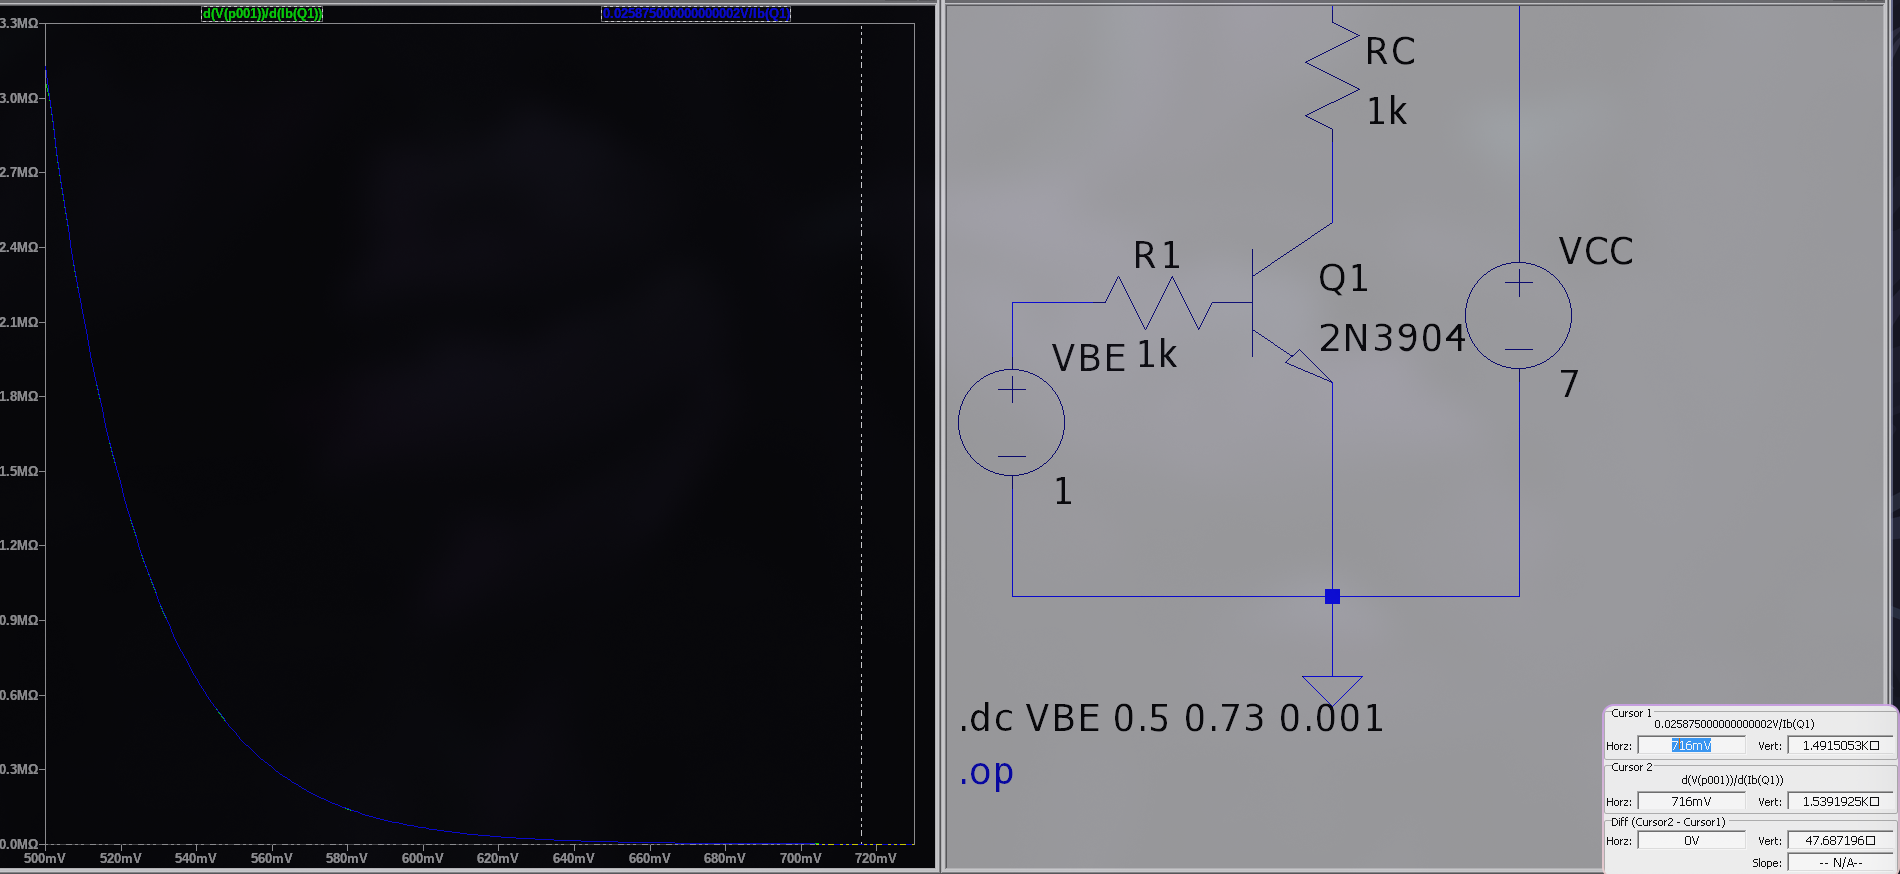 d(V(p001))/d(Ib(Q1))
0.025875000000000002V/Ib(Q1)
3.3MΩ
3.0MΩ
2.7MΩ
2.4MΩ
2.1MΩ
1.8MΩ
1.5MΩ
1.2MΩ
0.9MΩ
0.6MΩ
0.3MΩ
0.0MΩ
500mV 520mV 540mV 560mV 580mV 600mV 620mV 640mV 660mV 680mV 700mV 720mV
RC
1k
R1
1k
Q1
2N3904
VBE
1
VCC
7
.dc VBE 0.5 0.73 0.001
.op
Cursor 1
0.025875000000000002V/Ib(Q1)
Horz: 716mV Vert: 1.4915053K□
Cursor 2
d(V(p001))/d(Ib(Q1))
Horz: 716mV Vert: 1.5391925K□
Diff (Cursor2 - Cursor1)
Horz: 0V Vert: 47.687196□
Slope: -- N/A--